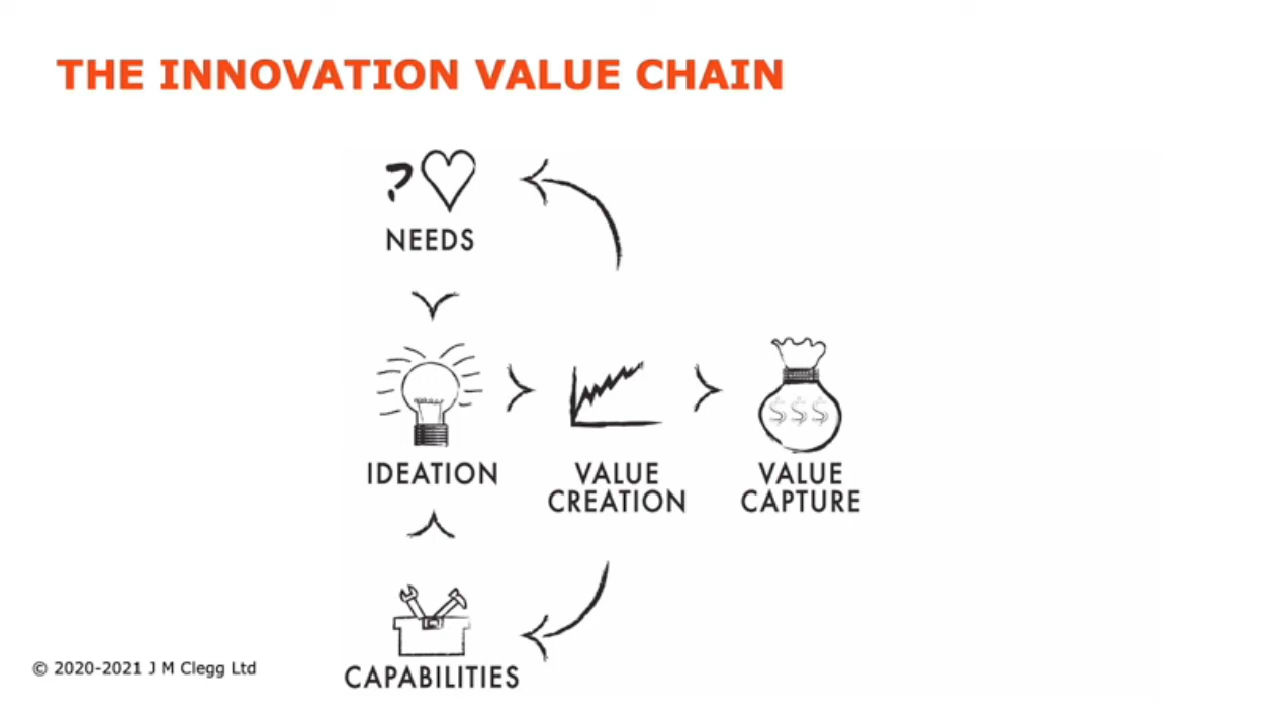 THE INNOVATION VALUE CHAIN
?
NEEDS
IDEATION
VALUE
CREATION
$$$
VALUE
CAPTURE
CAPABILITIES
© 2020-2021 J M Clegg Ltd